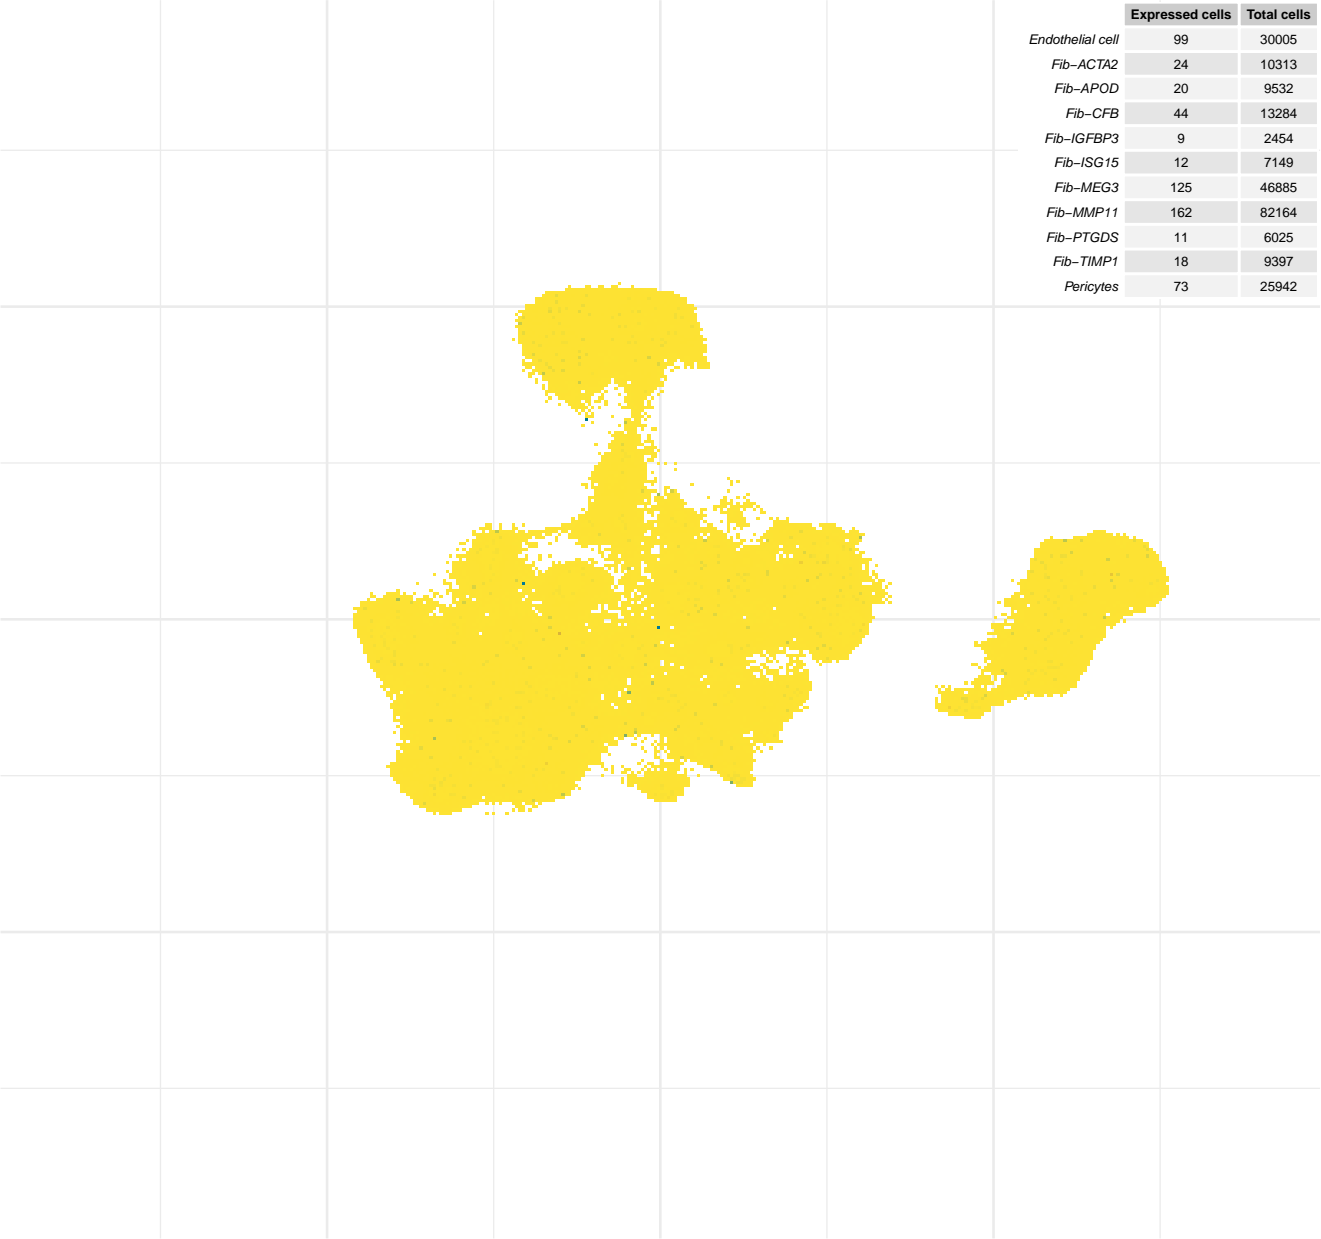 Expressed cells Total cells
Endothelial cell 99 30005
Fib−ACTA2 24 10313
Fib−APOD 20 9532
Fib−CFB 44 13284
Fib−IGFBP3 9 2454
Fib−ISG15 12 7149
Fib−MEG3 125 46885
Fib−MMP11 162 82164
Fib−PTGDS 11 6025
Fib−TIMP1 18 9397
Pericytes 73 25942